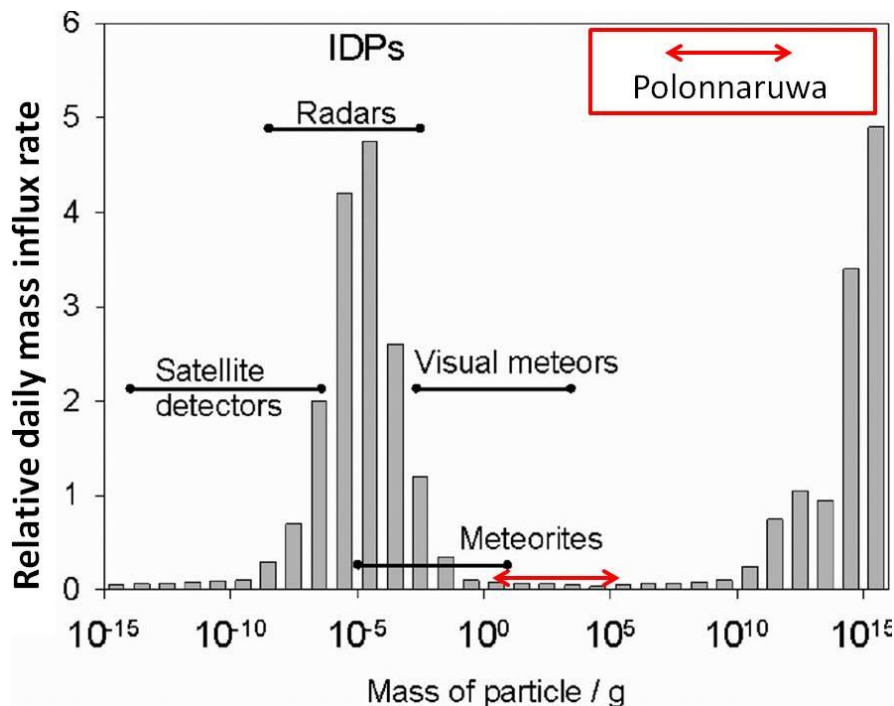 Relative daily mass influx rate
6
5
4
3
2
1
0
IDPs
Radars
Polonnaruwa
Satellite
detectors
Visual meteors
Meteorites
10⁻¹⁵ 10⁻¹⁰ 10⁻⁵ 10⁰ 10⁵ 10¹⁰ 10¹⁵
Mass of particle / g